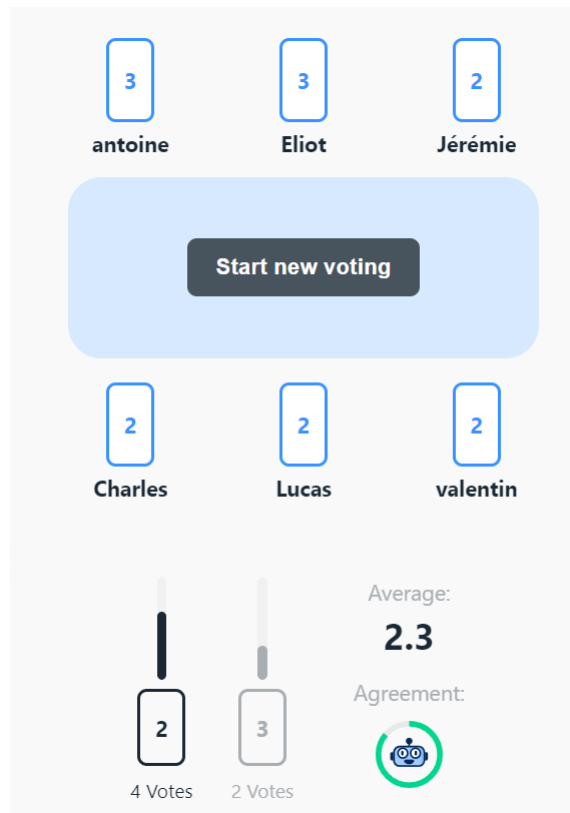 3 3 2
antoine Eliot Jérémie
Start new voting
2 2 2
Charles Lucas valentin
Average:
2.3
Agreement:
2 3
4 Votes 2 Votes